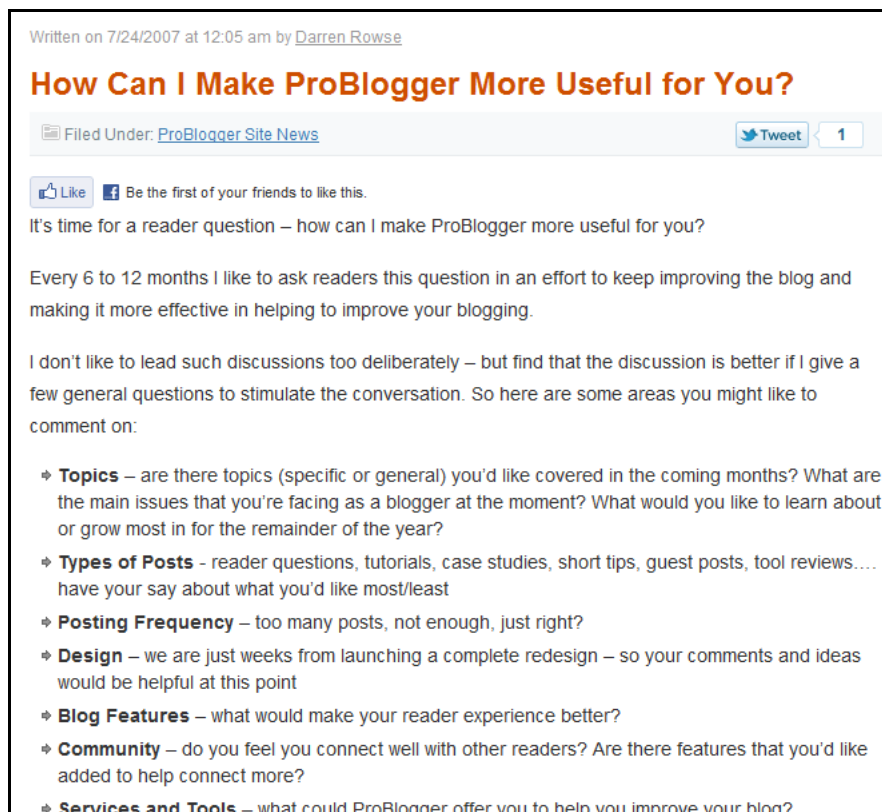 Written on 7/24/2007 at 12:05 am by Darren Rowse
How Can I Make ProBlogger More Useful for You?
Filed Under: ProBlogger Site News
Tweet 1
Like f Be the first of your friends to like this.
It's time for a reader question – how can I make ProBlogger more useful for you?
Every 6 to 12 months I like to ask readers this question in an effort to keep improving the blog and
making it more effective in helping to improve your blogging.
I don't like to lead such discussions too deliberately – but find that the discussion is better if I give a
few general questions to stimulate the conversation. So here are some areas you might like to
comment on:
Topics – are there topics (specific or general) you'd like covered in the coming months? What are
the main issues that you're facing as a blogger at the moment? What would you like to learn about
or grow most in for the remainder of the year?
Types of Posts - reader questions, tutorials, case studies, short tips, guest posts, tool reviews….
have your say about what you'd like most/least
Posting Frequency – too many posts, not enough, just right?
Design – we are just weeks from launching a complete redesign – so your comments and ideas
would be helpful at this point
Blog Features – what would make your reader experience better?
Community – do you feel you connect well with other readers? Are there features that you'd like
added to help connect more?
Services and Tools – what could ProBlogger offer you to help you improve your blog?